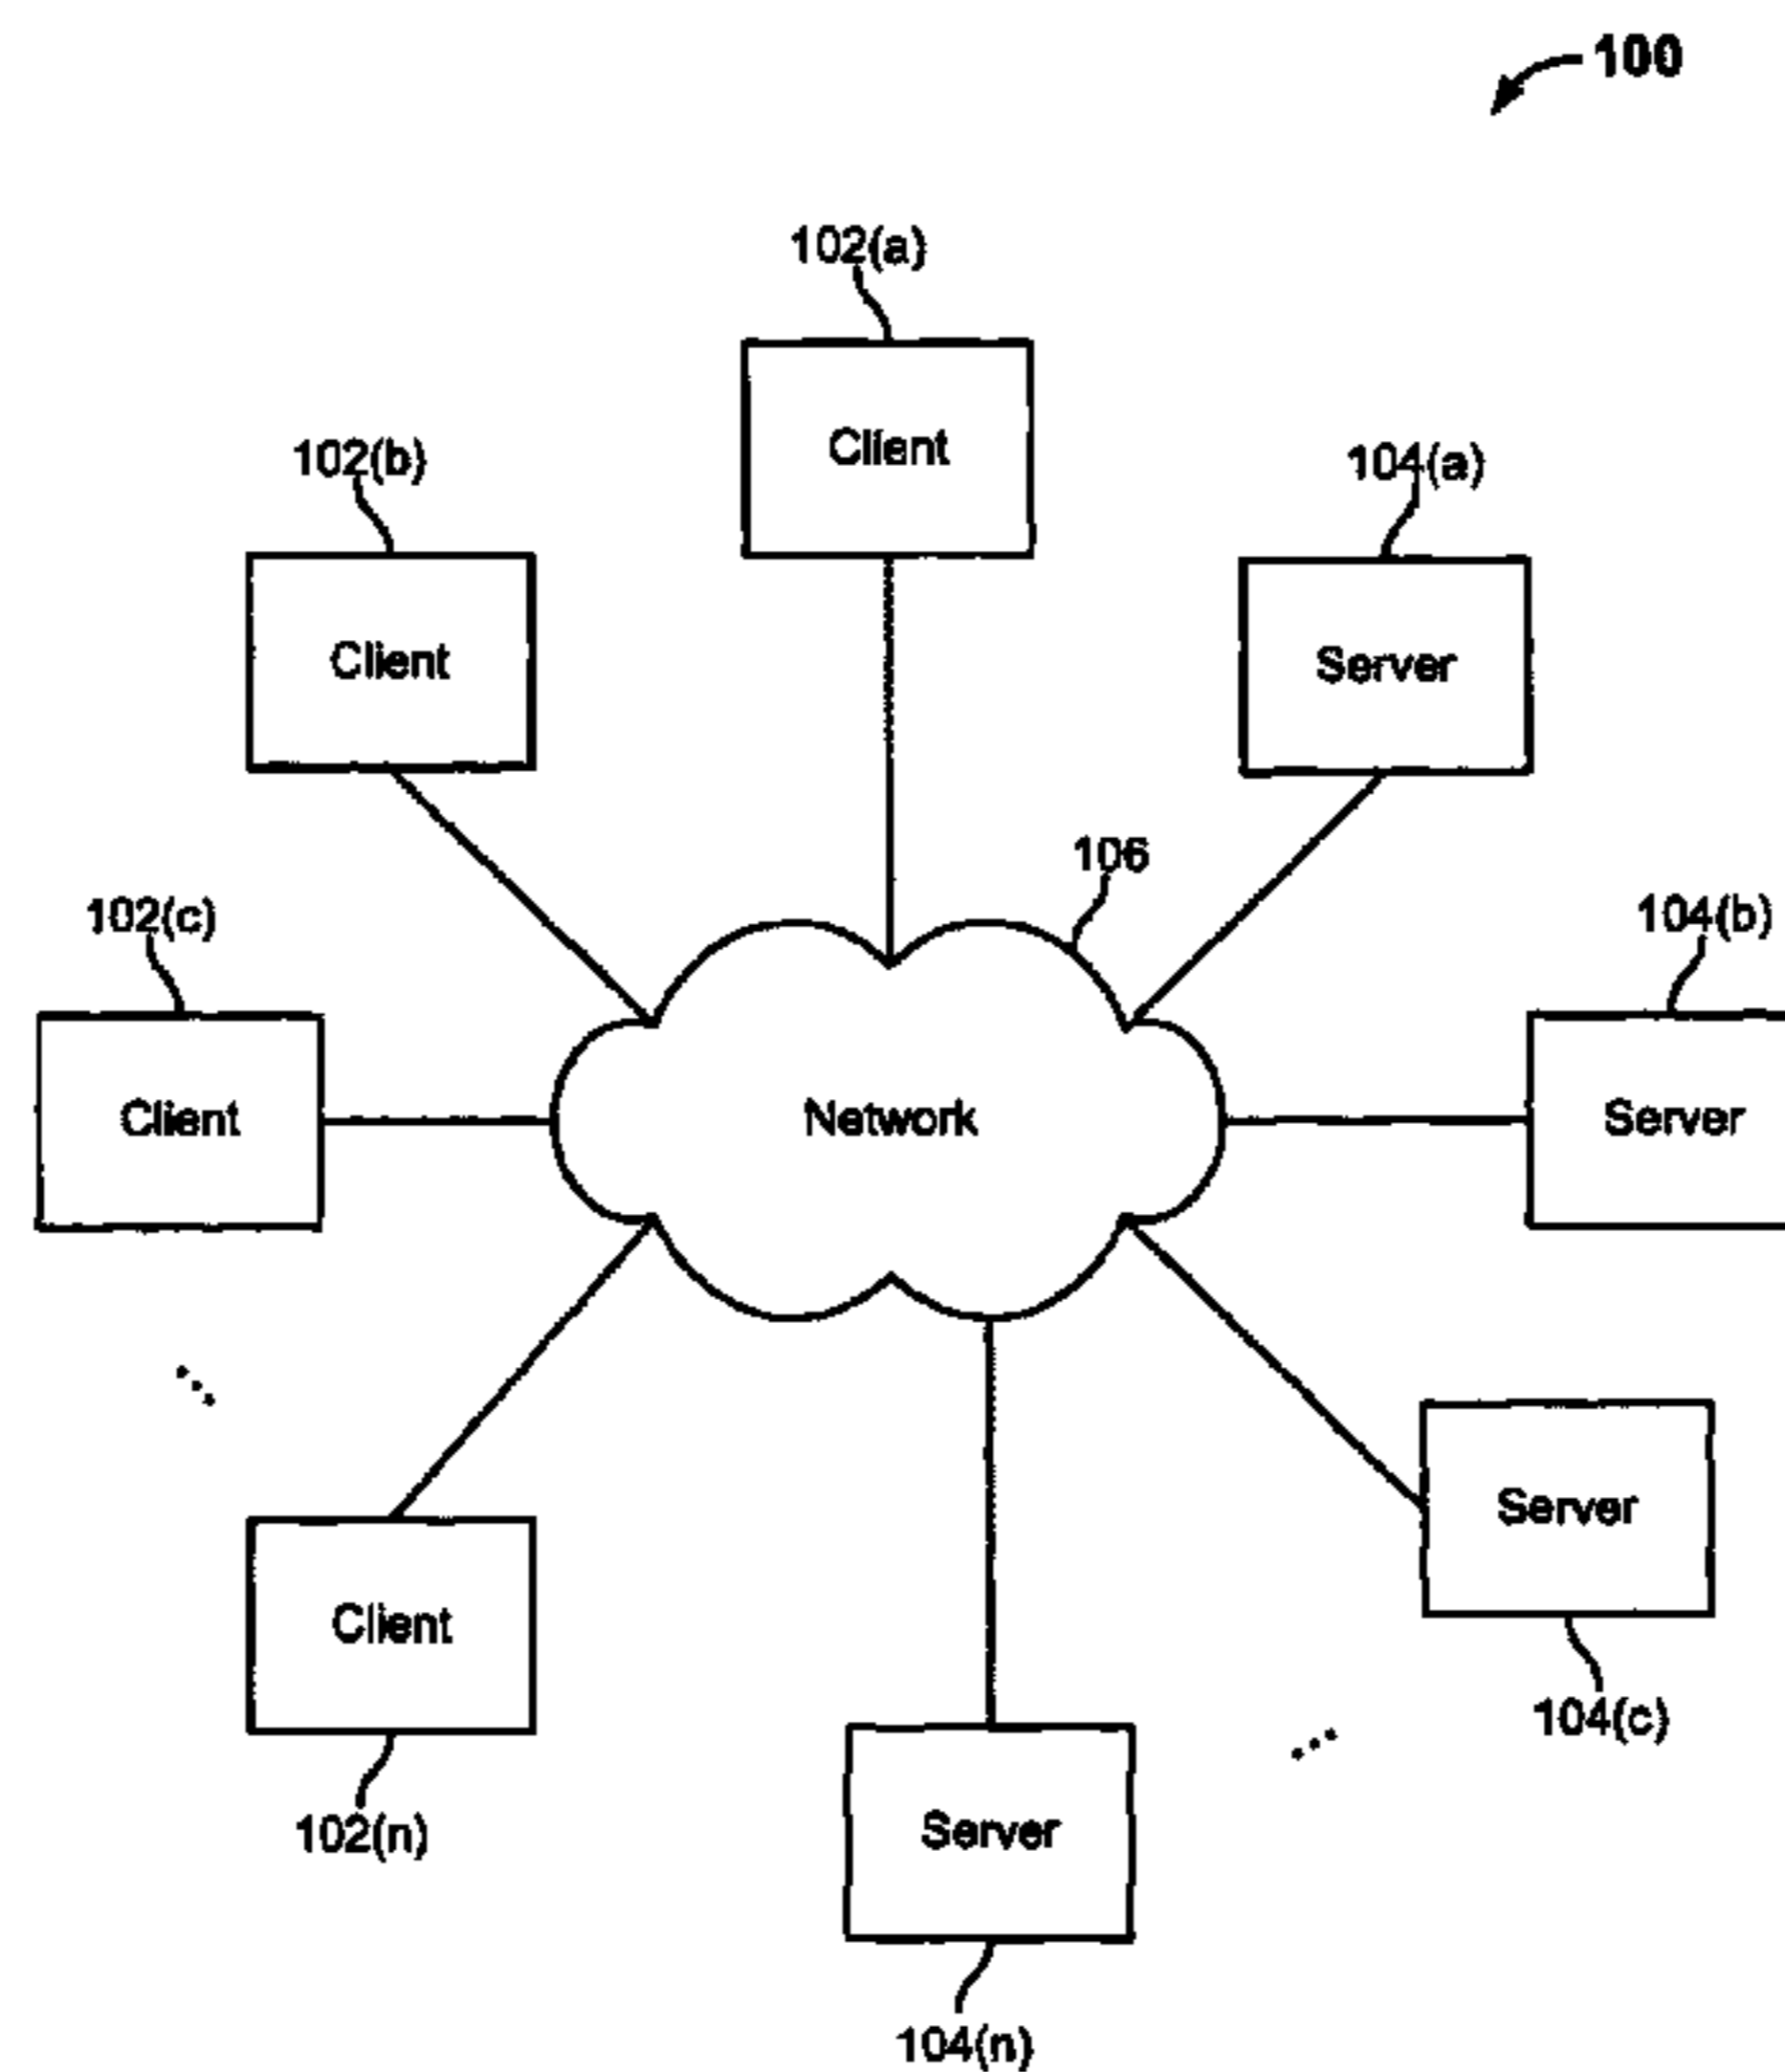 100
102(a)
Client
102(b)
Client
104(a)
Server
106
102(c)
Client
Network
104(b)
Server
Server
104(c)
Client
102(n)
Server
104(n)